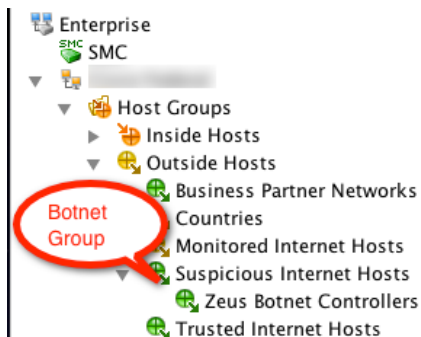 Enterprise
SMC
SMC
Host Groups
Inside Hosts
Outside Hosts
Business Partner Networks
Botnet
Group
Countries
Monitored Internet Hosts
Suspicious Internet Hosts
Zeus Botnet Controllers
Trusted Internet Hosts